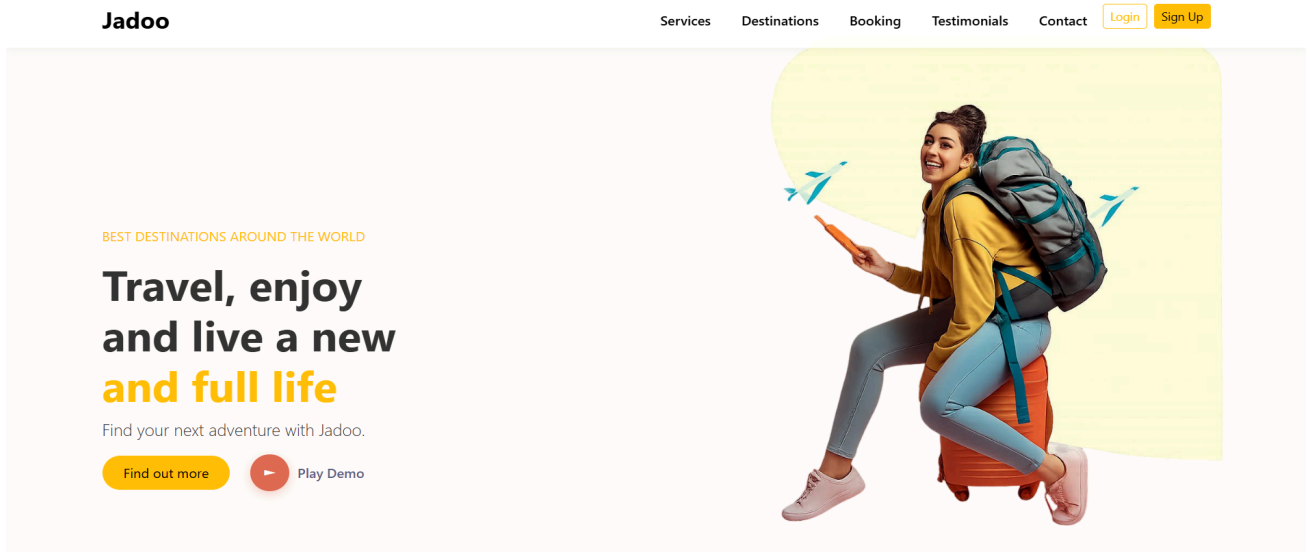 Jadoo
Services Destinations Booking Testimonials Contact Login Sign Up
BEST DESTINATIONS AROUND THE WORLD
Travel, enjoy
and live a new
and full life
Find your next adventure with Jadoo.
Find out more Play Demo